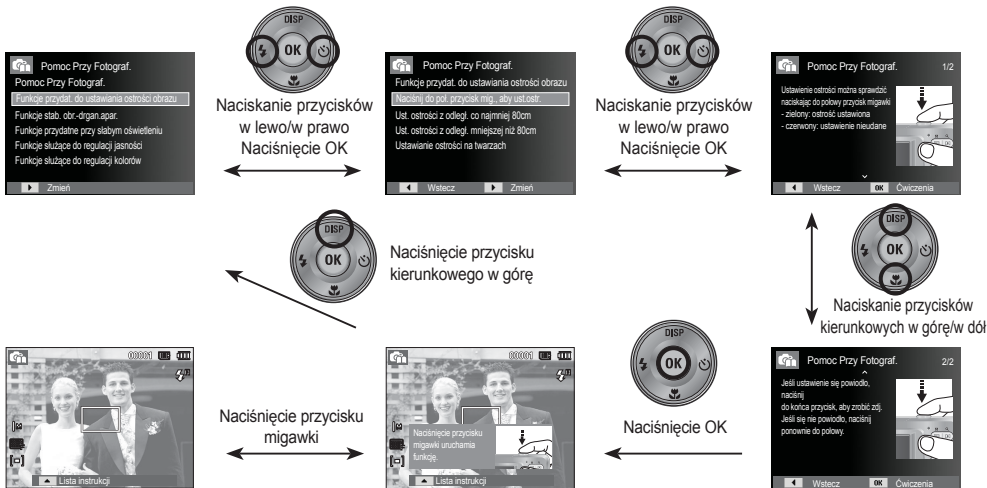 DISP
OK
Naciskanie przycisków
w lewo/w prawo
Naciśnięcie OK
DISP
OK
Naciskanie przycisków
w lewo/w prawo
Naciśnięcie OK
Pomoc Przy Fotograf.
Pomoc Przy Fotograf.
Funkcje przydat. do ustawiania ostrości obrazu
Funkcje stab. obr.-drgan.apar.
Funkcje przydatne przy słabym oświetleniu
Funkcje służące do regulacji jasności
Funkcje służące do regulacji kolorów
Zmień
Pomoc Przy Fotograf.
Funkcje przydat. do ustawiania ostrości obrazu
Naciśnij do poł. przycisk mig., aby ust.ostr.
Ust. ostrości z odległ. co najmniej 80cm
Ust. ostrości z odległ. mniejszej niż 80cm
Ustawianie ostrości na twarzach
Wstecz Zmień
Pomoc Przy Fotograf. 1/2
Ustawienie ostrości można sprawdzić
naciskając do połowy przycisk migawki
- zielony: ostrość ustawiona
- czerwony: ustawienie nieudane
Wstecz OK Ćwiczenia
DISP
OK
Naciśnięcie przycisku
kierunkowego w górę
DISP
OK
Naciskanie przycisków
kierunkowych w górę/w dół
00001
Lista instrukcji
Naciśnięcie przycisku
migawki
00001
Naciśnięcie przycisku
migawki uruchamia
funkcję.
Lista instrukcji
DISP
OK
Naciśnięcie OK
Pomoc Przy Fotograf. 2/2
Jeśli ustawienie się powiodło,
naciśnij
do końca przycisk, aby zrobić zdj.
Jeśli się nie powiodło, naciśnij
ponownie do połowy.
Wstecz OK Ćwiczenia